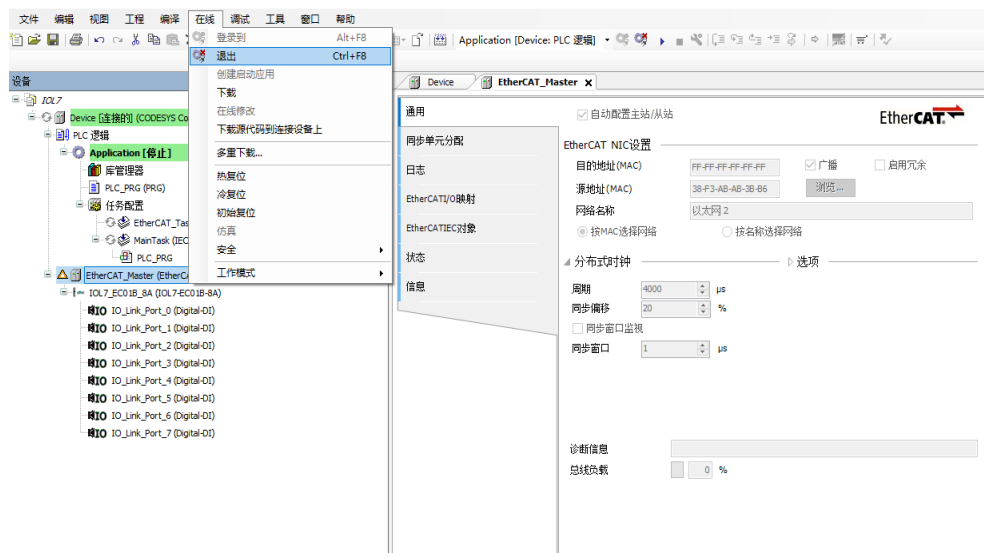 文件 编辑 视图 工程 编译 在线 调试 工具 窗口 帮助
Application [Device: PLC 逻辑]
登录到 Alt+F8
退出 Ctrl+F8
创建启动应用
下载
在线修改
下载源代码到连接设备上
多重下载...
热复位
冷复位
初始复位
仿真
安全
工作模式
设备
IOL7
Device [连接的] (CODESYS Co
PLC 逻辑
Application [停止]
库管理器
PLC_PRG (PRG)
任务配置
EtherCAT_Tas
MainTask (IEC
PLC_PRG
EtherCAT_Master (EtherCA
IOL7_EC01B_8A (IOL7-EC01B-8A)
IO_Link_Port_0 (Digital-DI)
IO_Link_Port_1 (Digital-DI)
IO_Link_Port_2 (Digital-DI)
IO_Link_Port_3 (Digital-DI)
IO_Link_Port_4 (Digital-DI)
IO_Link_Port_5 (Digital-DI)
IO_Link_Port_6 (Digital-DI)
IO_Link_Port_7 (Digital-DI)
Device EtherCAT_Master
通用
同步单元分配
日志
EtherCATI/O映射
EtherCATIEC对象
状态
信息
自动配置主站/从站
EtherCAT
EtherCAT NIC设置
目的地址(MAC) FF-FF-FF-FF-FF-FF 广播 启用冗余
源地址(MAC) 38-F3-AB-AB-3B-B6 浏览...
网络名称 以太网 2
按MAC选择网络 按名称选择网络
分布式时钟 选项
周期 4000 μs
同步偏移 20 %
同步窗口监视
同步窗口 1 μs
诊断信息
总线负载 0 %